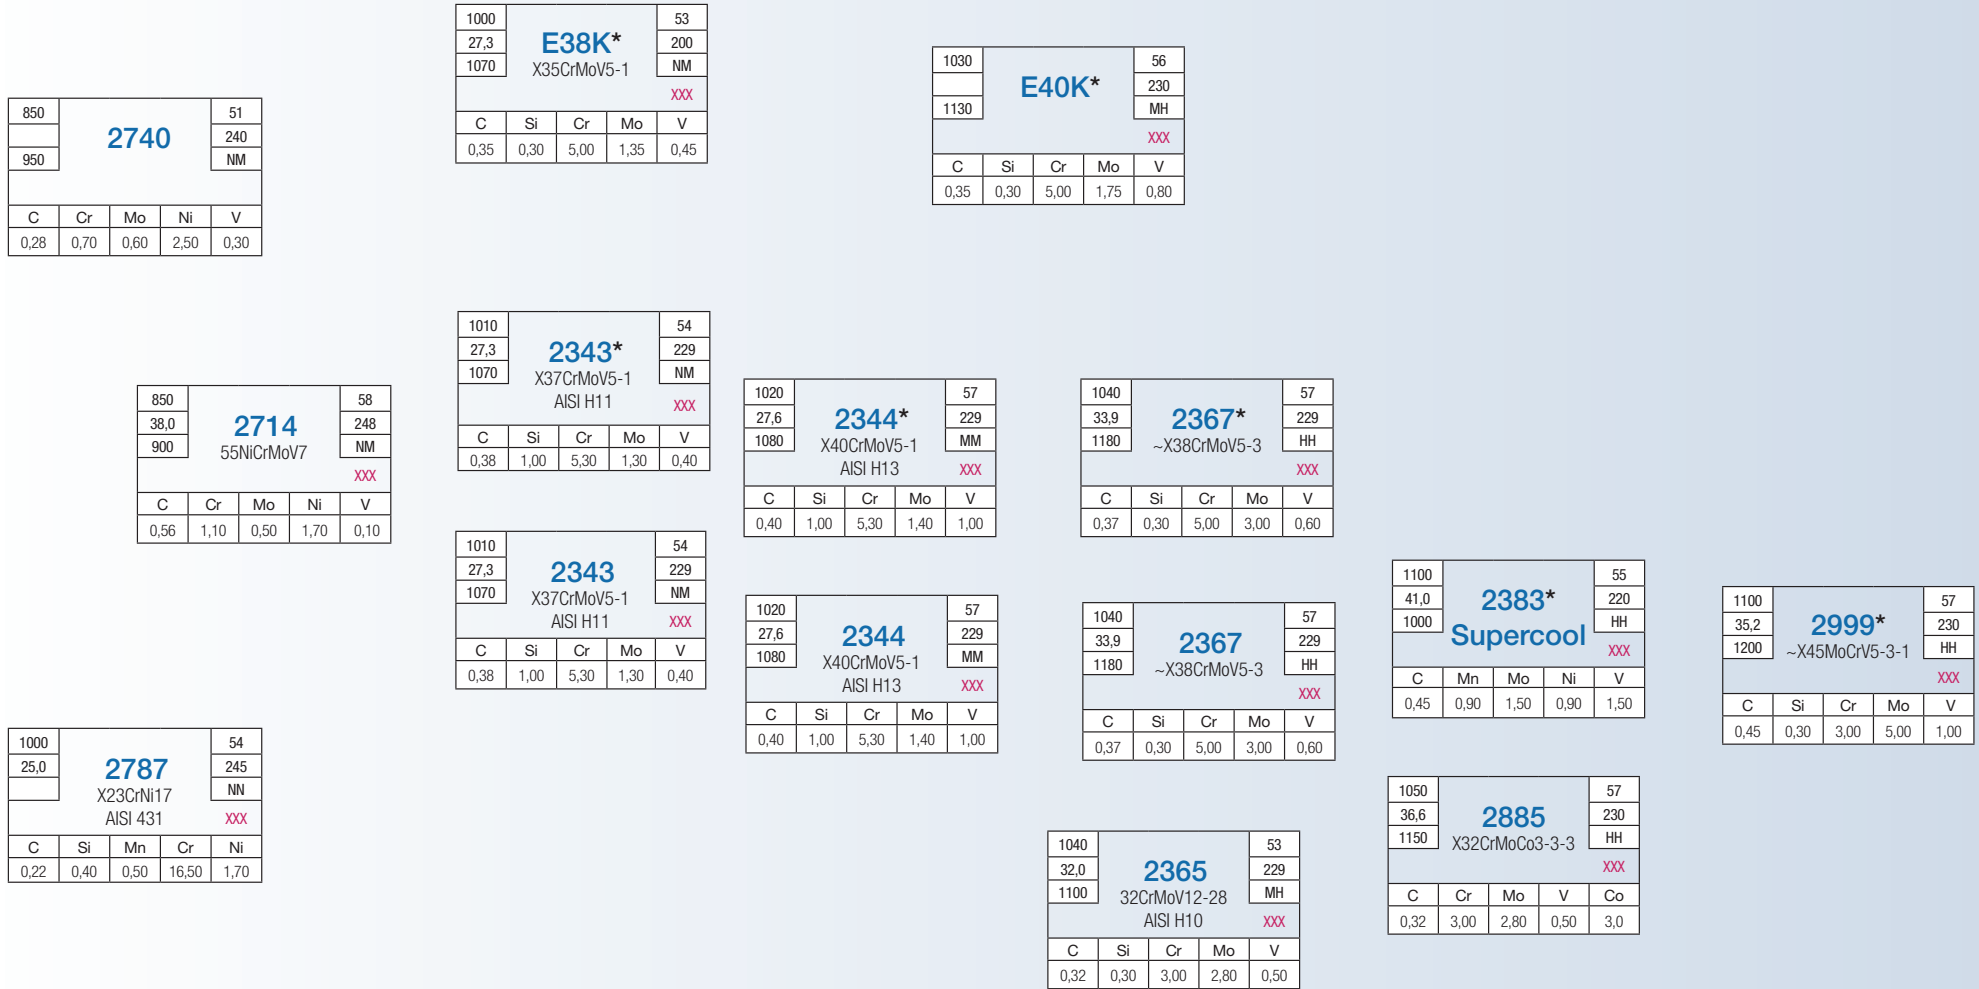 1000 53
27,3 E38K* 200
1070 X35CrMoV5-1 NM
XXX
C Si Cr Mo V
0,35 0,30 5,00 1,35 0,45
1030 56
E40K* 230
1130 MH
XXX
C Si Cr Mo V
0,35 0,30 5,00 1,75 0,80
850 51
2740 240
950 NM
C Cr Mo Ni V
0,28 0,70 0,60 2,50 0,30
1010 54
27,3 2343* 229
1070 X37CrMoV5-1 NM
AISI H11 XXX
C Si Cr Mo V
0,38 1,00 5,30 1,30 0,40
850 58
38,0 2714 248
900 55NiCrMoV7 NM
XXX
C Cr Mo Ni V
0,56 1,10 0,50 1,70 0,10
1020 57
27,6 2344* 229
1080 X40CrMoV5-1 MM
AISI H13 XXX
C Si Cr Mo V
0,40 1,00 5,30 1,40 1,00
1040 57
33,9 2367* 229
1180 ~X38CrMoV5-3 HH
XXX
C Si Cr Mo V
0,37 0,30 5,00 3,00 0,60
1010 54
27,3 2343 229
1070 X37CrMoV5-1 NM
AISI H11 XXX
C Si Cr Mo V
0,38 1,00 5,30 1,30 0,40
1020 57
27,6 2344 229
1080 X40CrMoV5-1 MM
AISI H13 XXX
C Si Cr Mo V
0,40 1,00 5,30 1,40 1,00
1040 57
33,9 2367 229
1180 ~X38CrMoV5-3 HH
XXX
C Si Cr Mo V
0,37 0,30 5,00 3,00 0,60
1100 55
41,0 2383* 220
1000 Supercool HH
XXX
C Mn Mo Ni V
0,45 0,90 1,50 0,90 1,50
1100 57
35,2 2999* 230
1200 ~X45MoCrV5-3-1 HH
XXX
C Si Cr Mo V
0,45 0,30 3,00 5,00 1,00
1000 54
25,0 2787 245
X23CrNi17 NN
AISI 431 XXX
C Si Mn Cr Ni
0,22 0,40 0,50 16,50 1,70
1050 57
36,6 2885 230
1150 X32CrMoCo3-3-3 HH
XXX
C Cr Mo V Co
0,32 3,00 2,80 0,50 3,0
1040 53
32,0 2365 229
1100 32CrMoV12-28 MH
AISI H10 XXX
C Si Cr Mo V
0,32 0,30 3,00 2,80 0,50